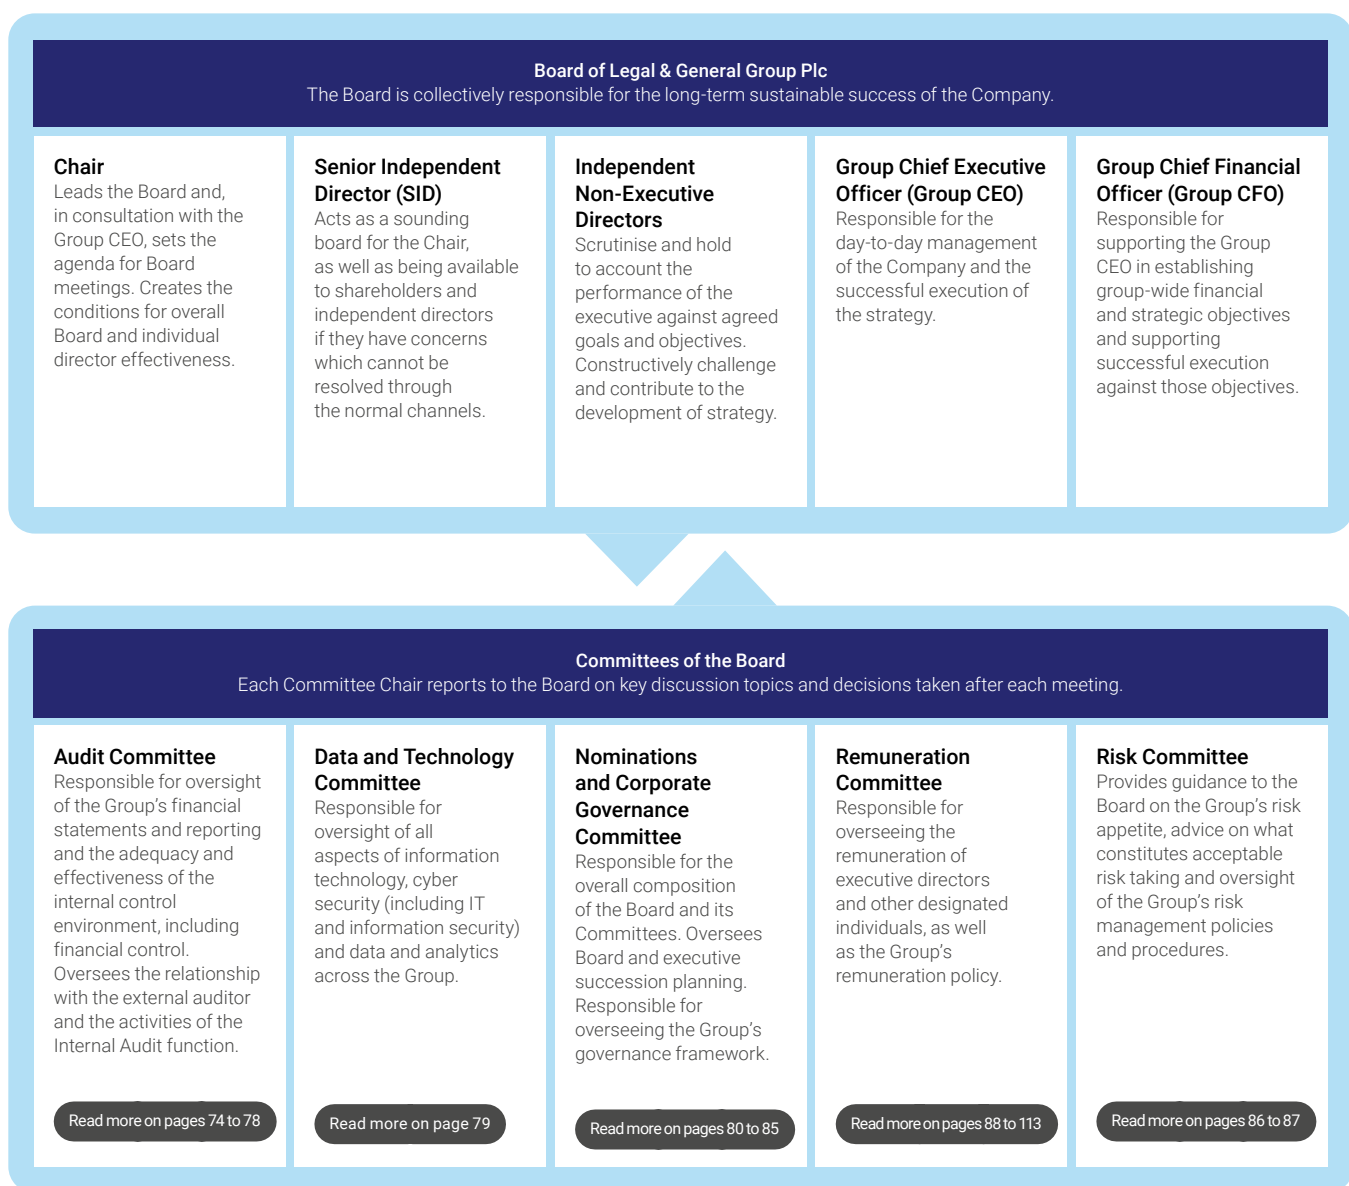 Board of Legal & General Group Plc
The Board is collectively responsible for the long-term sustainable success of the Company.
Chair
Leads the Board and,
in consultation with the
Group CEO, sets the
agenda for Board
meetings. Creates the
conditions for overall
Board and individual
director effectiveness.
Senior Independent
Director (SID)
Acts as a sounding
board for the Chair,
as well as being available
to shareholders and
independent directors
if they have concerns
which cannot be
resolved through
the normal channels.
Independent
Non-Executive
Directors
Scrutinise and hold
to account the
performance of the
executive against agreed
goals and objectives.
Constructively challenge
and contribute to the
development of strategy.
Group Chief Executive
Officer (Group CEO)
Responsible for the
day-to-day management
of the Company and the
successful execution of
the strategy.
Group Chief Financial
Officer (Group CFO)
Responsible for
supporting the Group
CEO in establishing
group-wide financial
and strategic objectives
and supporting
successful execution
against those objectives.
Committees of the Board
Each Committee Chair reports to the Board on key discussion topics and decisions taken after each meeting.
Audit Committee
Responsible for oversight
of the Group’s financial
statements and reporting
and the adequacy and
effectiveness of the
internal control
environment, including
financial control.
Oversees the relationship
with the external auditor
and the activities of the
Internal Audit function.
Read more on pages 74 to 78
Data and Technology
Committee
Responsible for
oversight of all
aspects of information
technology, cyber
security (including IT
and information security)
and data and analytics
across the Group.
Read more on page 79
Nominations
and Corporate
Governance
Committee
Responsible for the
overall composition
of the Board and its
Committees. Oversees
Board and executive
succession planning.
Responsible for
overseeing the Group’s
governance framework.
Read more on pages 80 to 85
Remuneration
Committee
Responsible for
overseeing the
remuneration of
executive directors
and other designated
individuals, as well
as the Group’s
remuneration policy.
Read more on pages 88 to 113
Risk Committee
Provides guidance to the
Board on the Group’s risk
appetite, advice on what
constitutes acceptable
risk taking and oversight
of the Group’s risk
management policies
and procedures.
Read more on pages 86 to 87